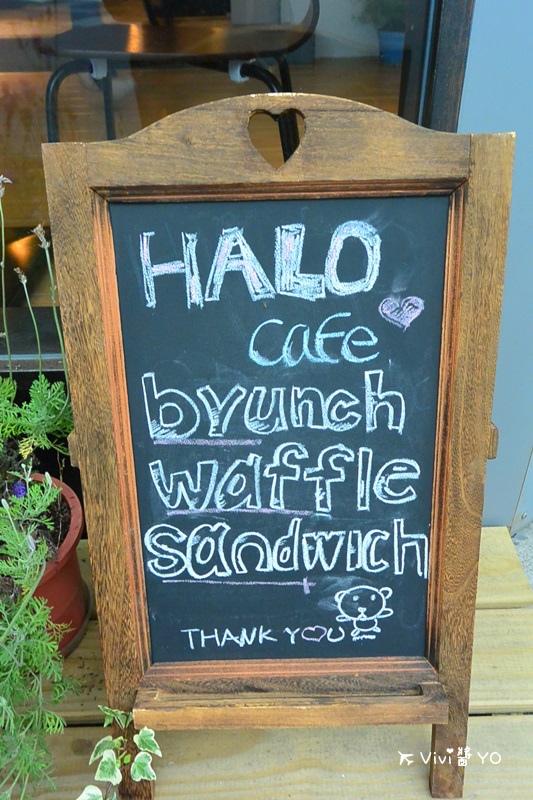 HALO
cafe
byunch
waffle
sandwich
THANK YOU
Vivi醬YO